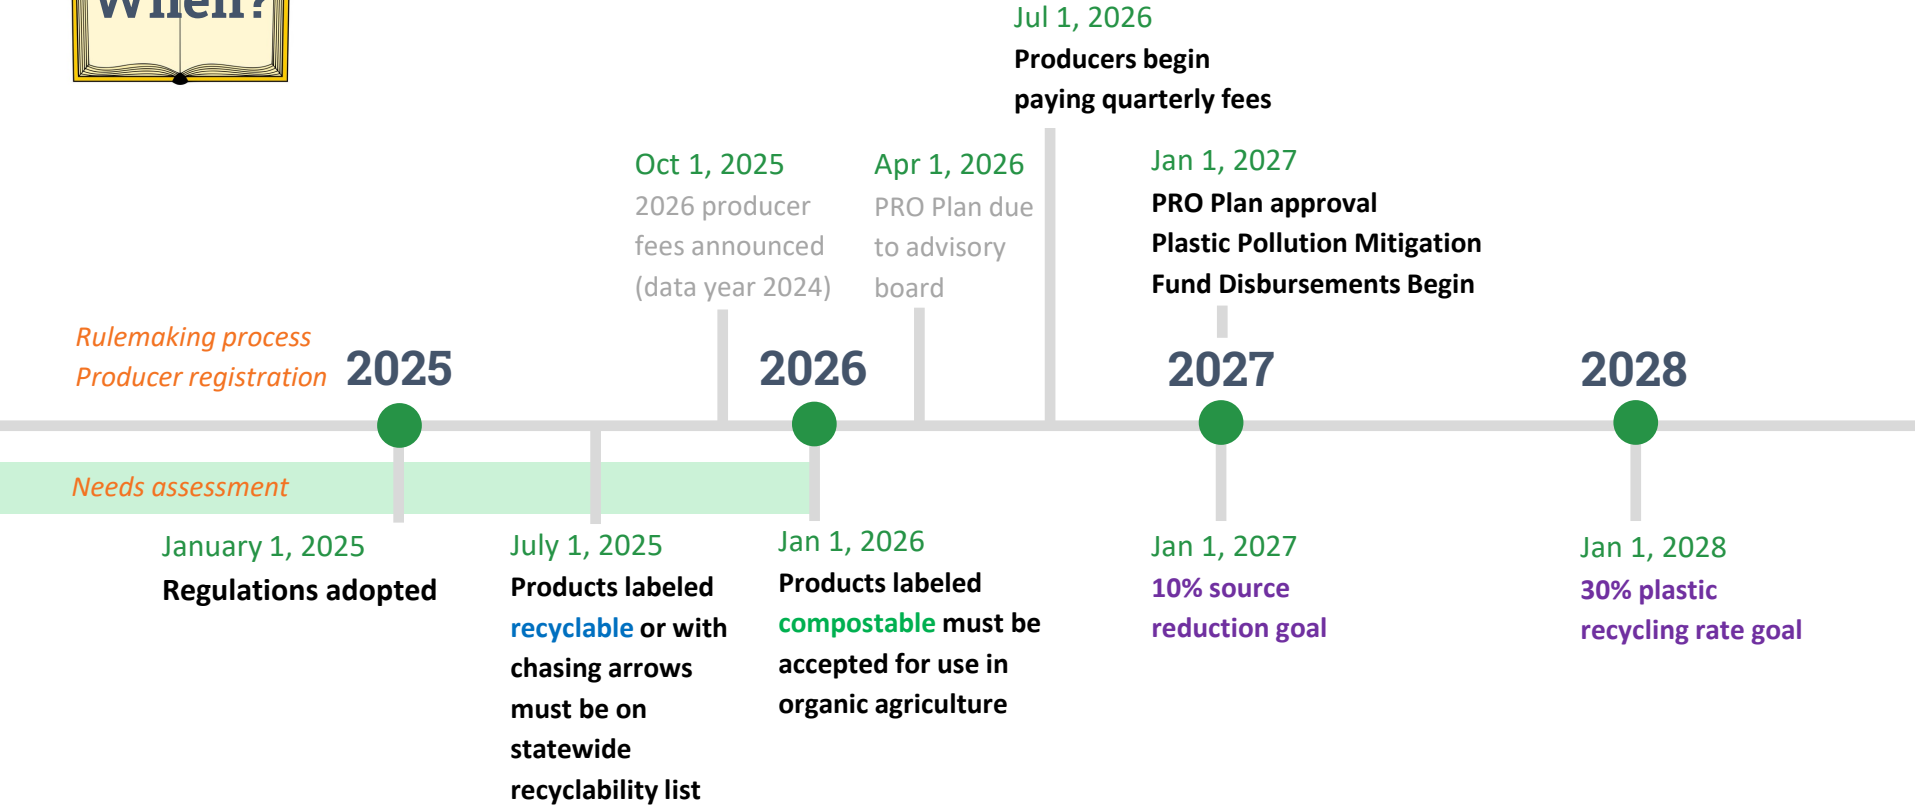 When?
Jul 1, 2026
Producers begin
paying quarterly fees
Oct 1, 2025
2026 producer
fees announced
(data year 2024)
Apr 1, 2026
PRO Plan due
to advisory
board
Jan 1, 2027
PRO Plan approval
Plastic Pollution Mitigation
Fund Disbursements Begin
Rulemaking process
Producer registration
2025
2026
2027
2028
Needs assessment
January 1, 2025
Regulations adopted
July 1, 2025
Products labeled
recyclable or with
chasing arrows
must be on
statewide
recyclability list
Jan 1, 2026
Products labeled
compostable must be
accepted for use in
organic agriculture
Jan 1, 2027
10% source
reduction goal
Jan 1, 2028
30% plastic
recycling rate goal